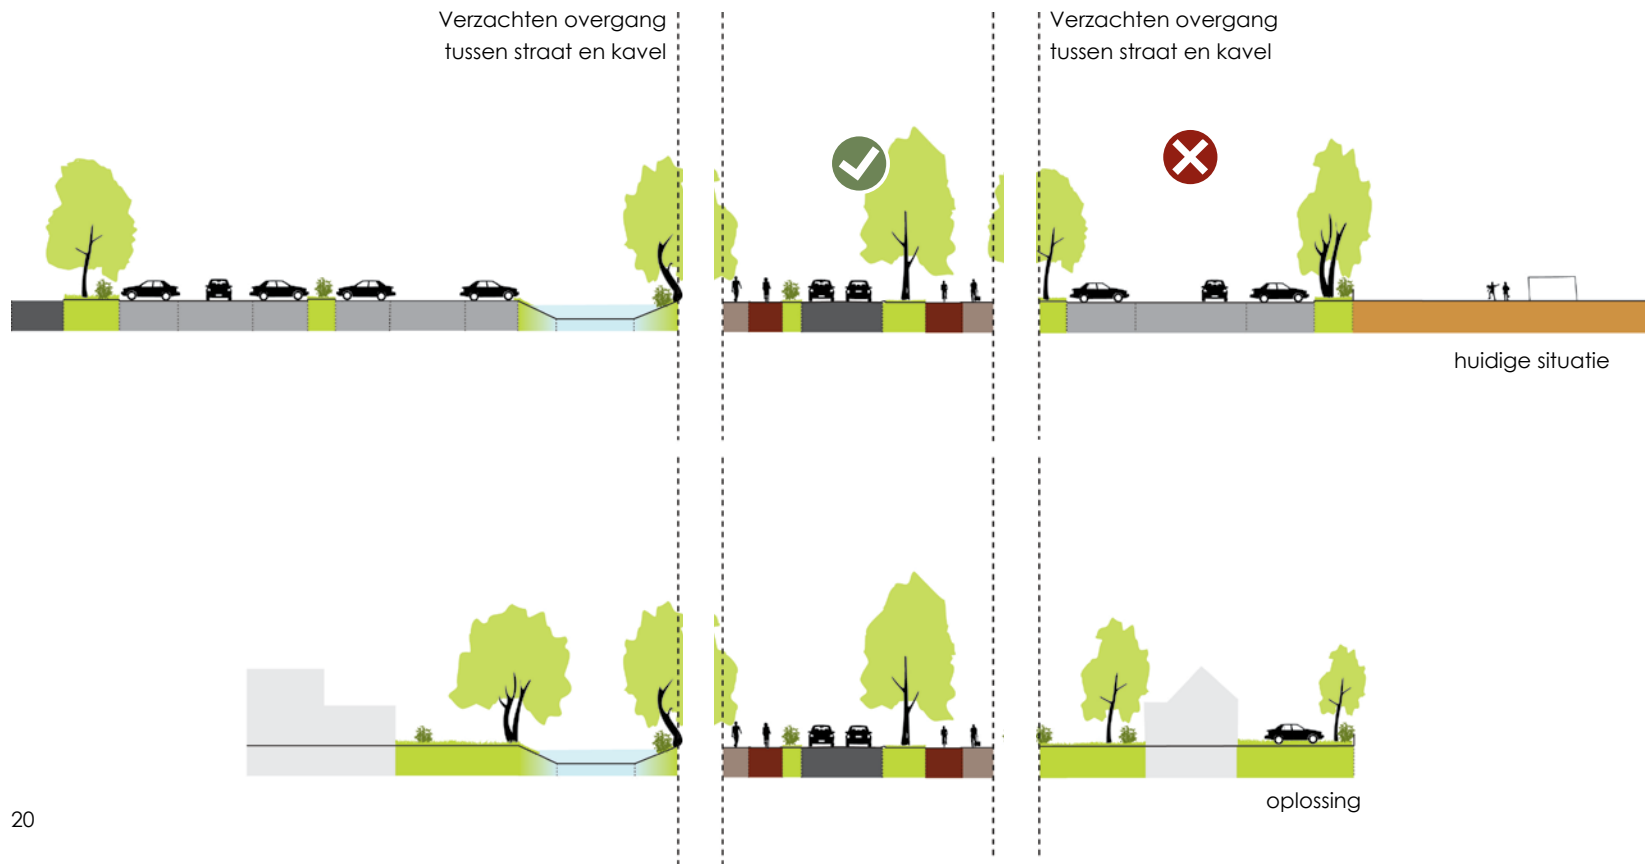 Verzachten overgang
tussen straat en kavel
Verzachten overgang
tussen straat en kavel
huidige situatie
oplossing
20